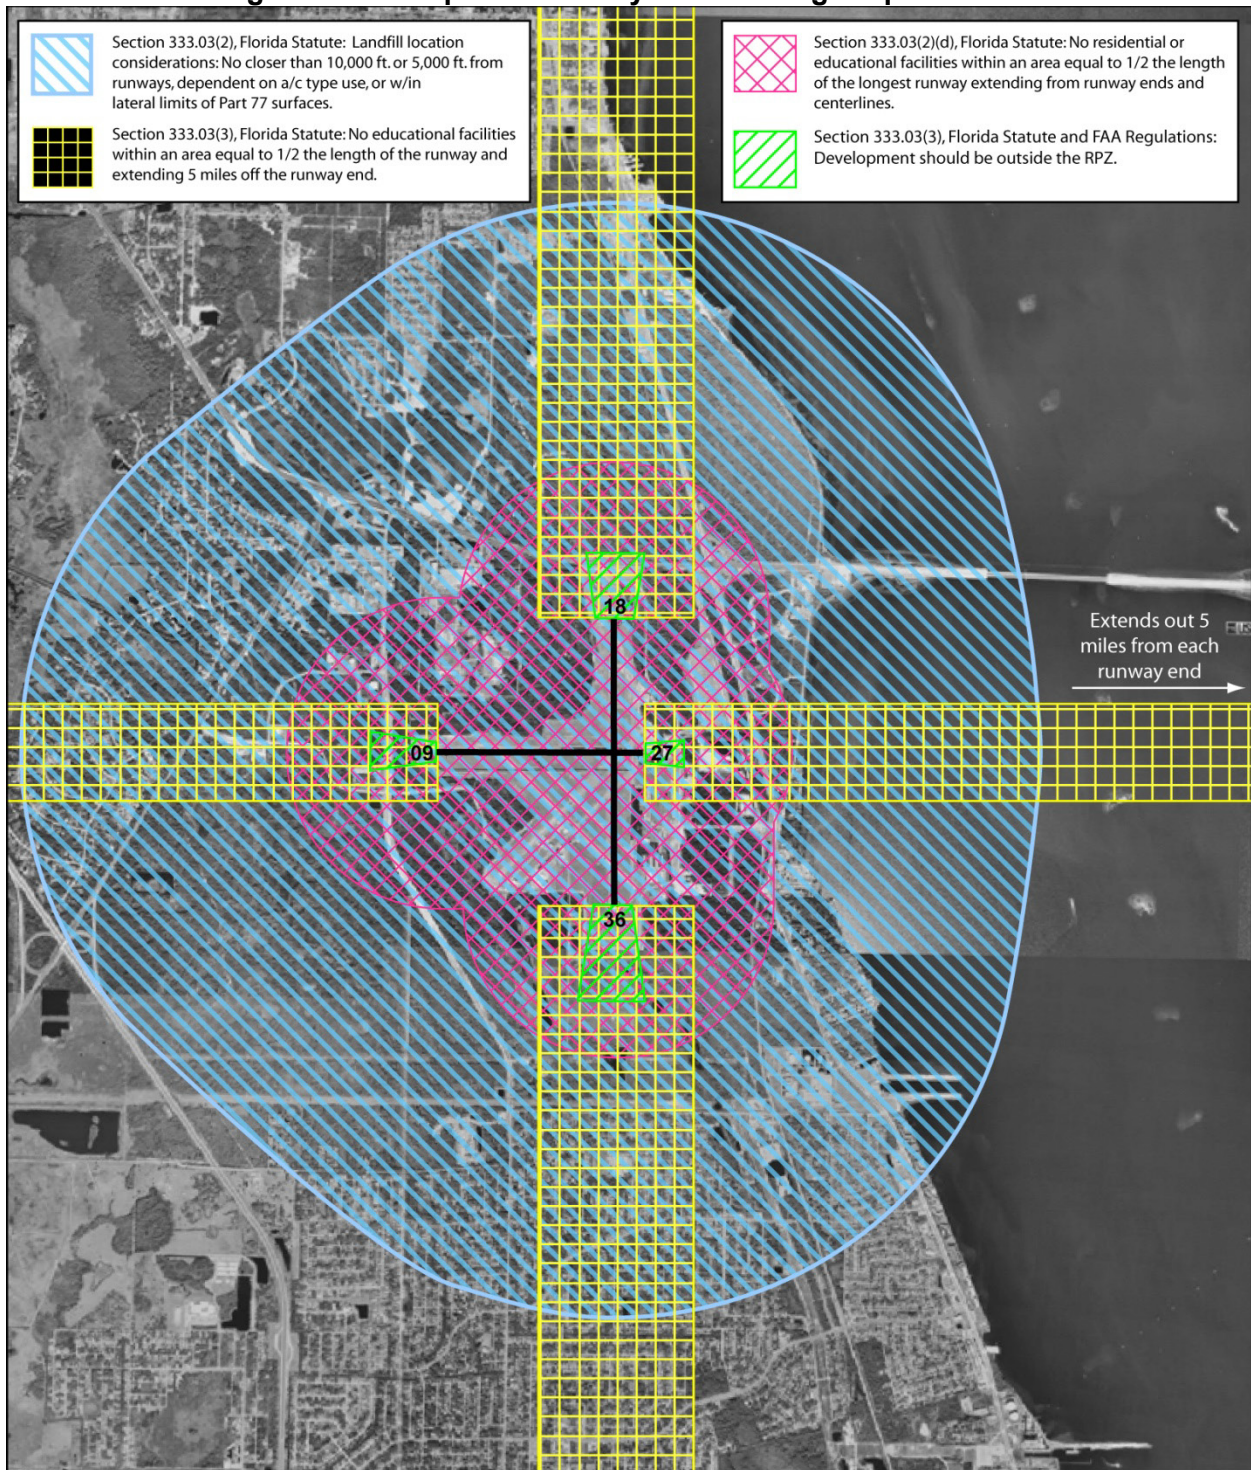 Section 333.03(2), Florida Statute: Landfill location
considerations: No closer than 10,000 ft. or 5,000 ft. from
runways, dependent on a/c type use, or w/in
lateral limits of Part 77 surfaces.
Section 333.03(3), Florida Statute: No educational facilities
within an area equal to 1/2 the length of the runway and
extending 5 miles off the runway end.
Section 333.03(2)(d), Florida Statute: No residential or
educational facilities within an area equal to 1/2 the length
of the longest runway extending from runway ends and
centerlines.
Section 333.03(3), Florida Statute and FAA Regulations:
Development should be outside the RPZ.
18
Extends out 5
miles from each
runway end
09
27
36